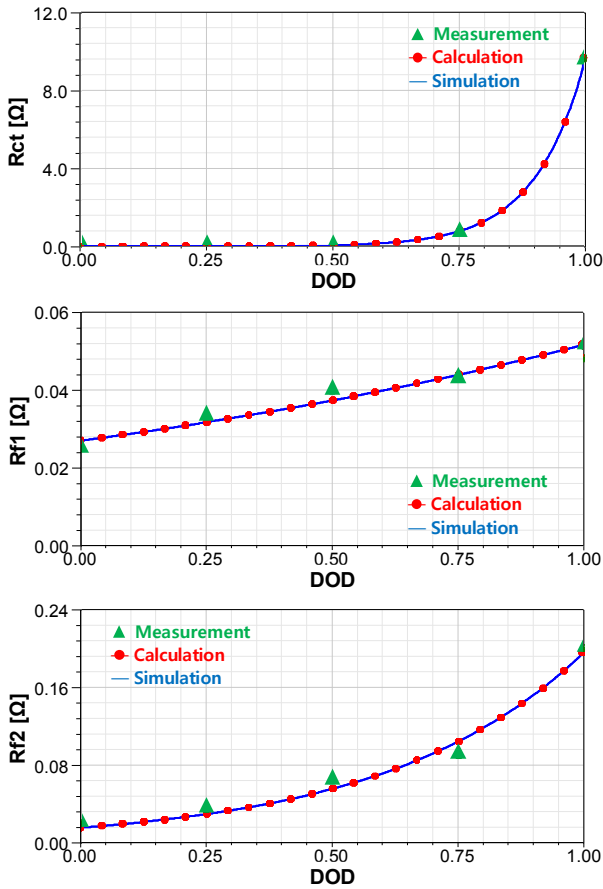 12.0
8.0
4.0
0.0
Rct [Ω]
Measurement
Calculation
Simulation
0.00 0.25 0.50 0.75 1.00
DOD
0.06
0.04
0.02
0.00
Rf1 [Ω]
Measurement
Calculation
Simulation
0.00 0.25 0.50 0.75 1.00
DOD
0.24
0.16
0.08
0.00
Rf2 [Ω]
Measurement
Calculation
Simulation
0.00 0.25 0.50 0.75 1.00
DOD